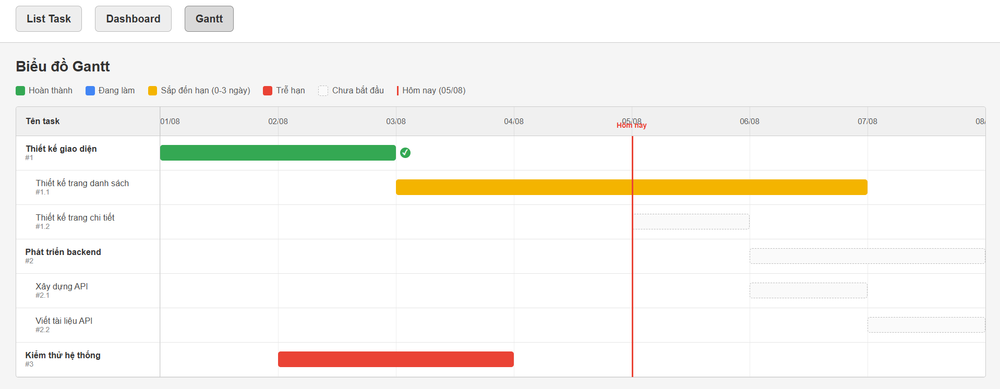 List Task Dashboard Gantt
Biểu đồ Gantt
Hoàn thành Đang làm Sắp đến hạn (0-3 ngày) Trễ hạn Chưa bắt đầu Hôm nay (05/08)
Tên task 01/08 02/08 03/08 04/08 05/08 06/08 07/08 08/
Hôm nay
Thiết kế giao diện
#1
Thiết kế trang danh sách
#1.1
Thiết kế trang chi tiết
#1.2
Phát triển backend
#2
Xây dựng API
#2.1
Viết tài liệu API
#2.2
Kiểm thử hệ thống
#3